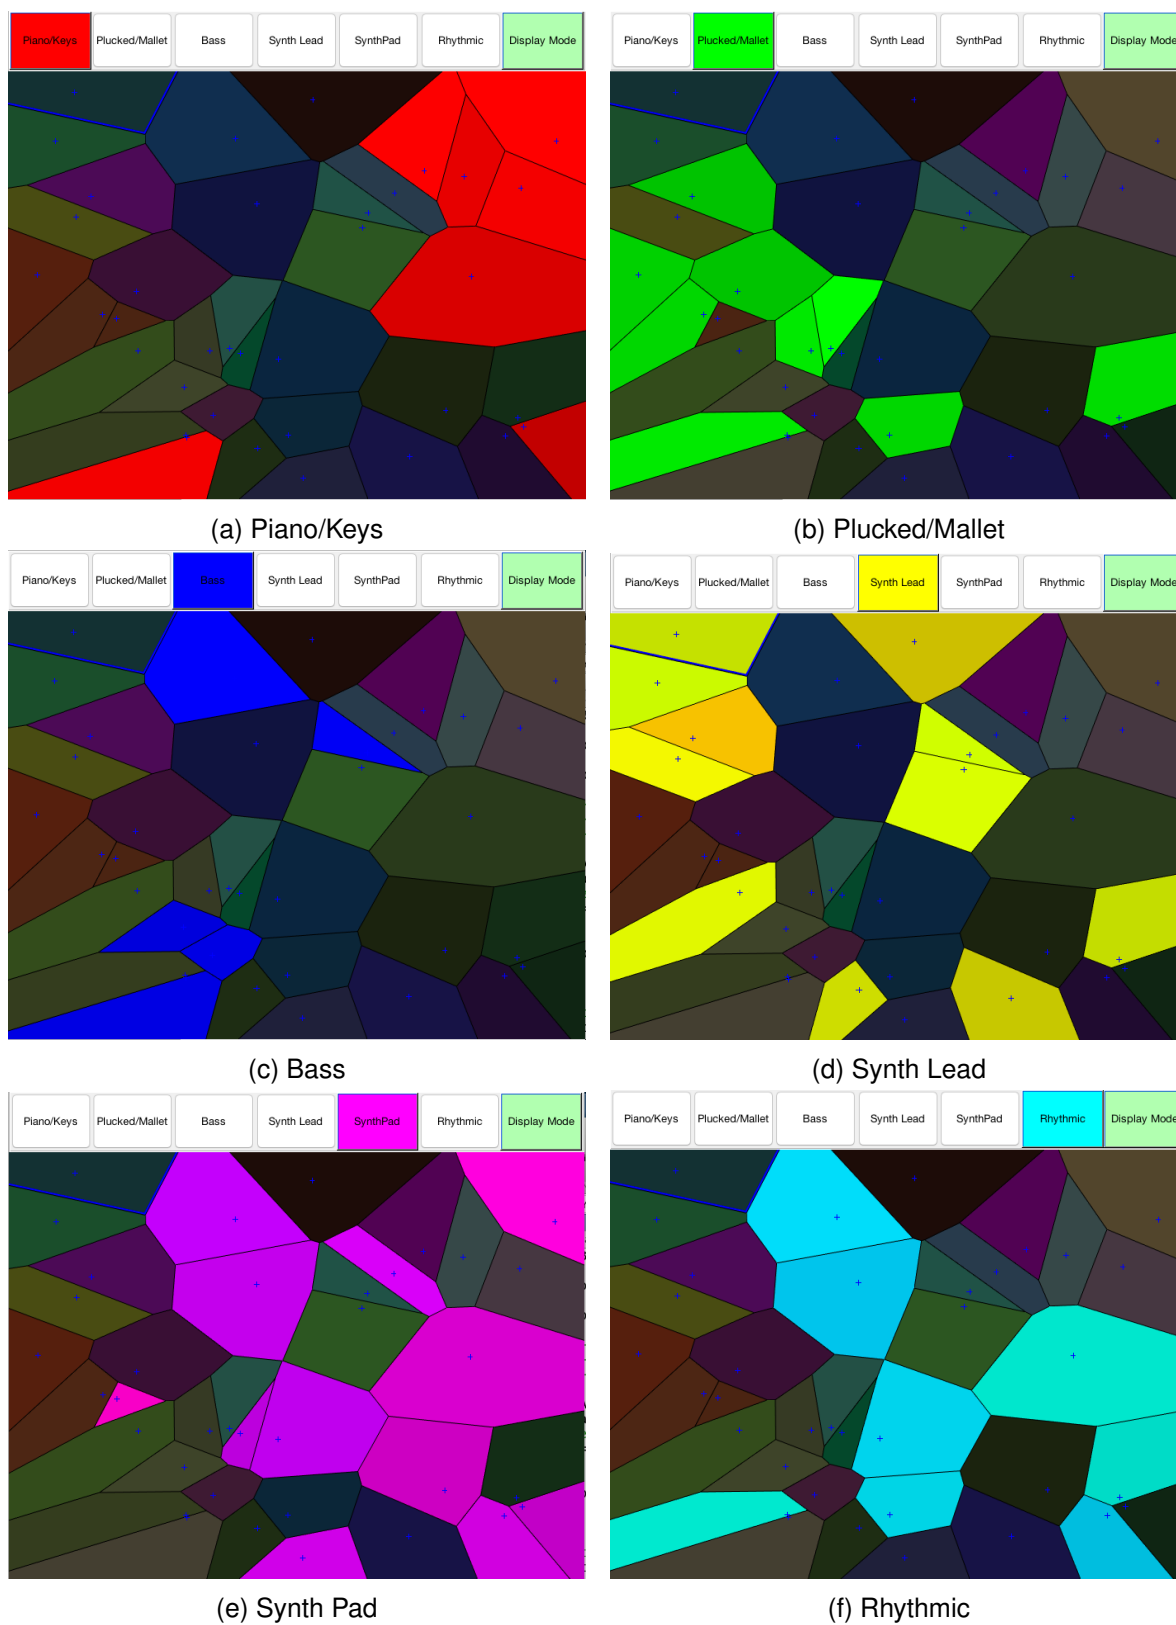 Piano/Keys Plucked/Mallet Bass Synth Lead SynthPad Rhythmic Display Mode
Piano/Keys Plucked/Mallet Bass Synth Lead SynthPad Rhythmic Display Mode
(a) Piano/Keys
(b) Plucked/Mallet
Piano/Keys Plucked/Mallet Bass Synth Lead SynthPad Rhythmic Display Mode
Piano/Keys Plucked/Mallet Bass Synth Lead SynthPad Rhythmic Display Mode
(c) Bass
(d) Synth Lead
Piano/Keys Plucked/Mallet Bass Synth Lead SynthPad Rhythmic Display Mode
Piano/Keys Plucked/Mallet Bass Synth Lead SynthPad Rhythmic Display Mode
(e) Synth Pad
(f) Rhythmic